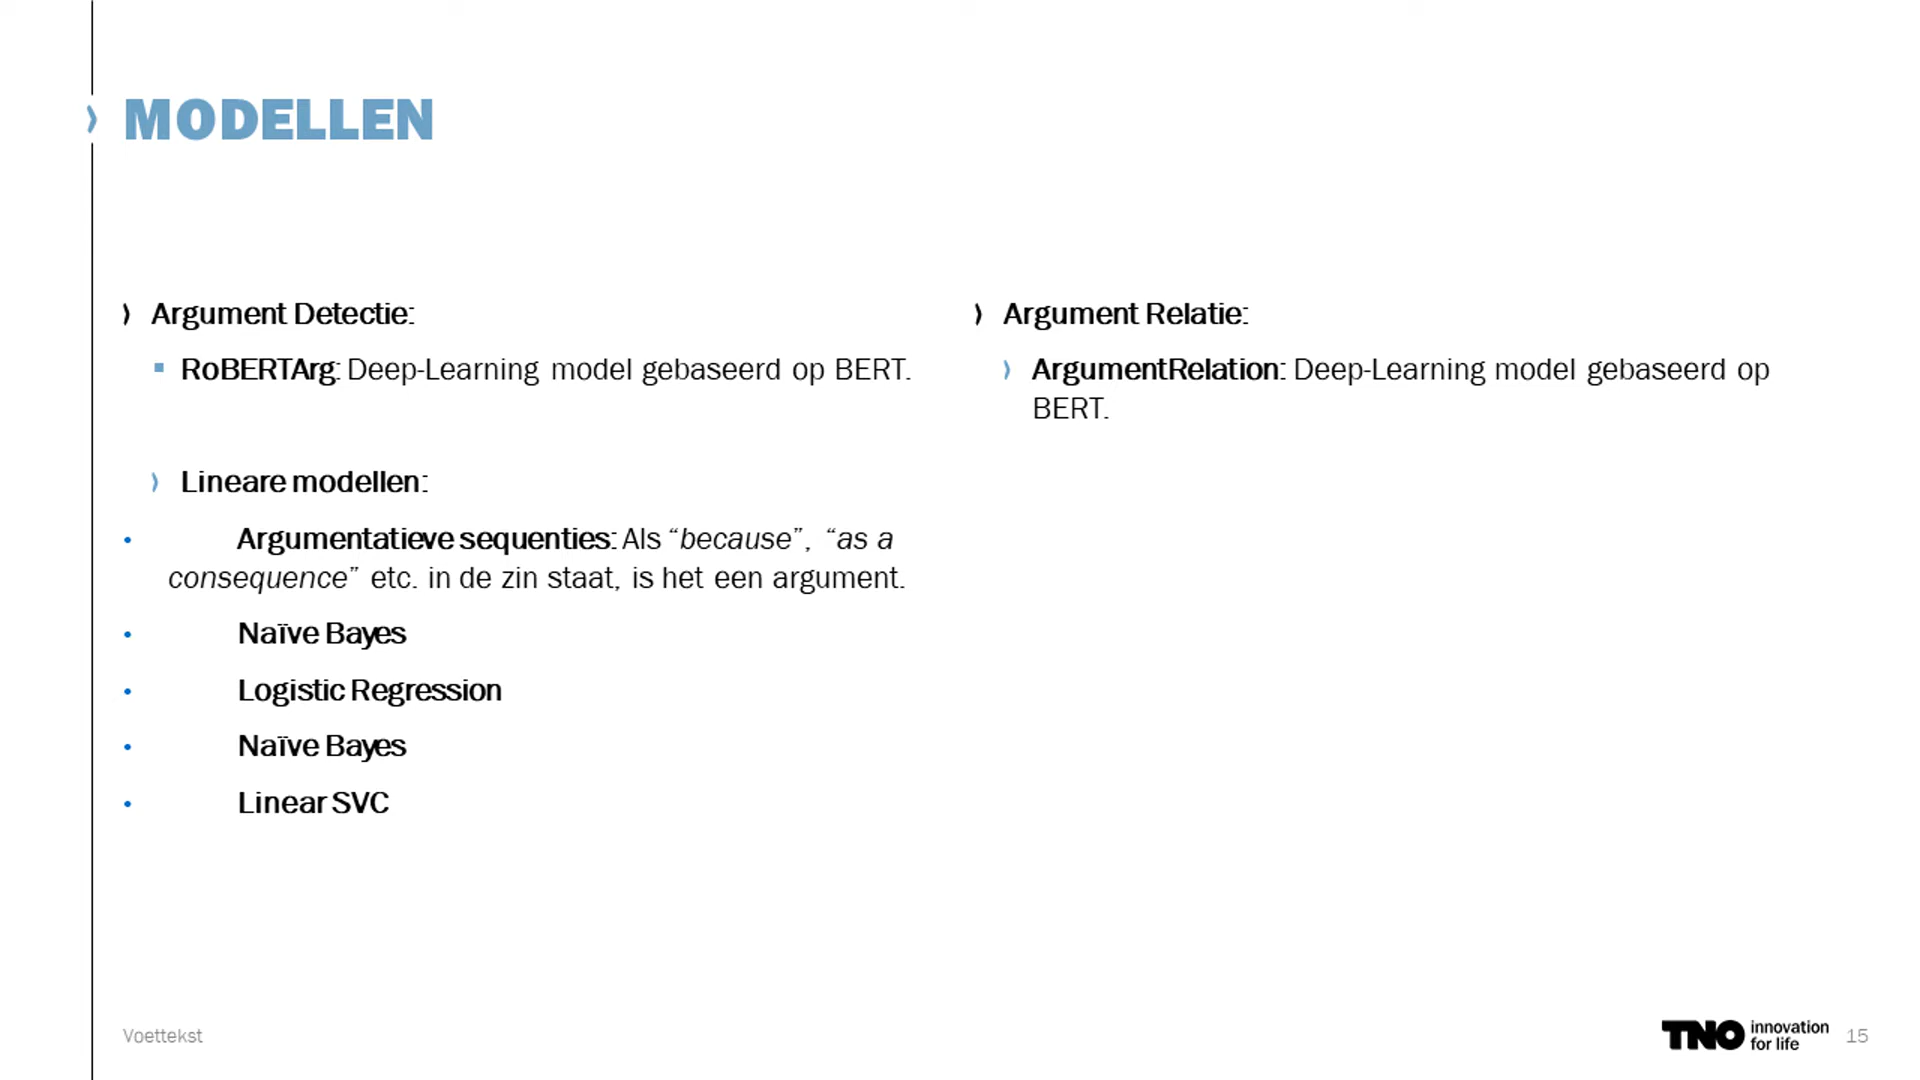 MODELLEN
Argument Detectie:
RoBERTArg: Deep-Learning model gebaseerd op BERT.
Lineare modellen:
Argumentatieve sequenties: Als “because”, “as a
consequence” etc. in de zin staat, is het een argument.
Naïve Bayes
Logistic Regression
Naïve Bayes
Linear SVC
Argument Relatie:
ArgumentRelation: Deep-Learning model gebaseerd op
BERT.
Voettekst
TNO innovation
for life
15